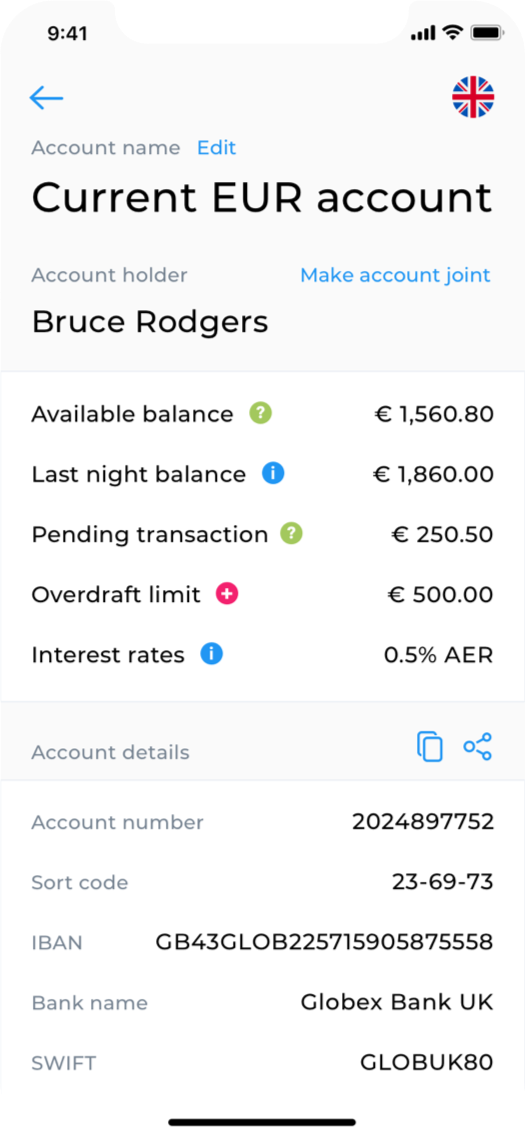 9:41
Account name Edit
Current EUR account
Account holder Make account joint
Bruce Rodgers
Available balance ? € 1,560.80
Last night balance i € 1,860.00
Pending transaction ? € 250.50
Overdraft limit + € 500.00
Interest rates i 0.5% AER
Account details
Account number 2024897752
Sort code 23-69-73
IBAN GB43GLOB225715905875558
Bank name Globex Bank UK
SWIFT GLOBUK80